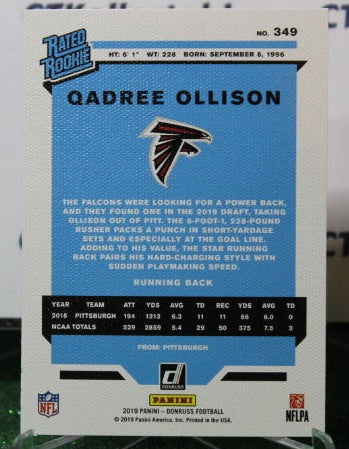 NO. 349
RATED
ROOKIE
HT: 6' 1" WT: 228 BORN: SEPTEMBER 8, 1996
QADREE OLLISON
THE FALCONS WERE LOOKING FOR A POWER BACK,
AND THEY FOUND ONE IN THE 2019 DRAFT, TAKING
OLLISON OUT OF PITT. THE 6-FOOT-1, 228-POUND
RUSHER PACKS A PUNCH IN SHORT-YARDAGE
SETS AND ESPECIALLY AT THE GOAL LINE.
ADDING TO HIS VALUE, THE STAR RUNNING
BACK PAIRS HIS HARD-CHARGING STYLE WITH
SUDDEN PLAYMAKING SPEED.
RUNNING BACK
YEAR TEAM ATT YDS AVG TD REC YDS AVG TD
2018 PITTSBURGH 194 1213 6.3 11 11 66 6.0 0
NCAA TOTALS 529 2859 5.4 29 50 375 7.5 3
FROM: PITTSBURGH
NFL
D
DONRUSS
PANINI
NFLPA
2019 PANINI - DONRUSS FOOTBALL
© 2019 Panini America, Inc. Printed in the USA.